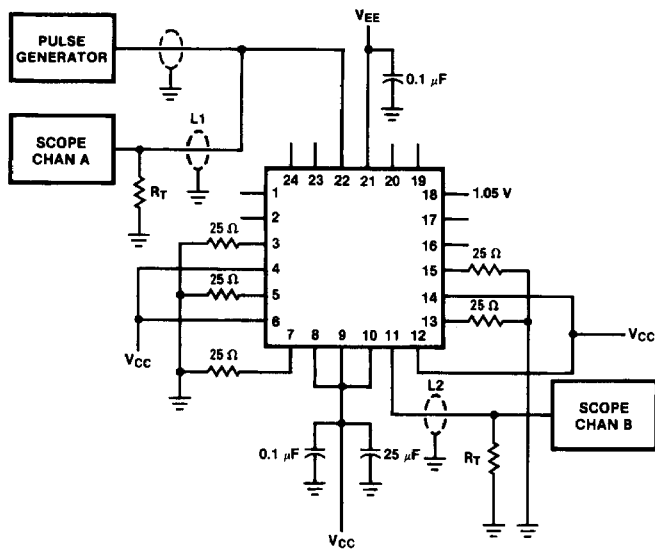 PULSE
GENERATOR
SCOPE
CHAN A
L1
RT
VEE
0.1 μF
24 23 22 21 20 19
1
2
3
4
5
6
18
17
16
15
14
13
1.05 V
25 Ω
25 Ω
25 Ω
25 Ω
25 Ω
VCC
VCC
7 8 9 10 11 12
L2
RT
SCOPE
CHAN B
0.1 μF
25 μF
VCC